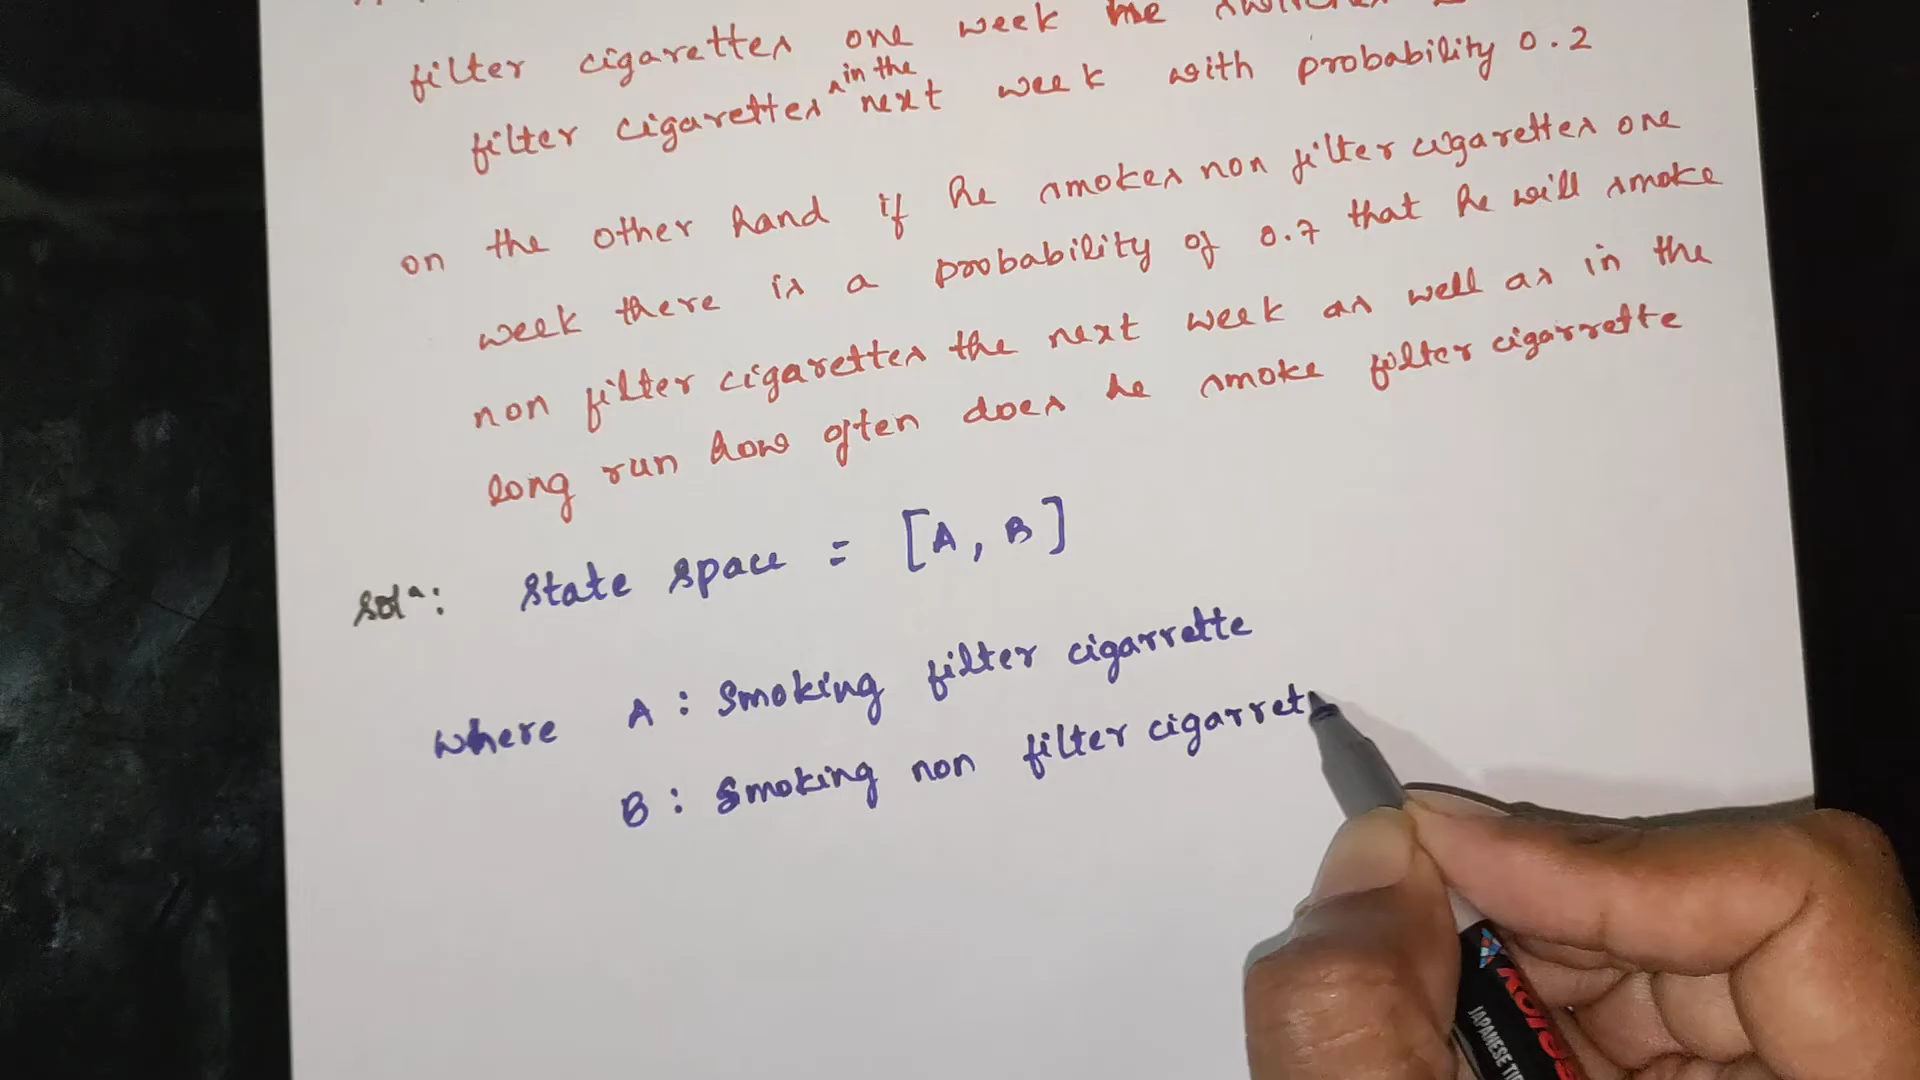 filter cigarettes one week he
filter cigarettes in the next week with probability 0.2
on the other hand if he smokes non filter cigarettes one
week there is a probability of 0.7 that he will smoke
non filter cigarettes the next week as well as in the
long run how often does he smoke filter cigarrette
Solⁿ: State space = [A, B]
where A : Smoking filter cigarrette
B : Smoking non filter cigarret
JAPANESE